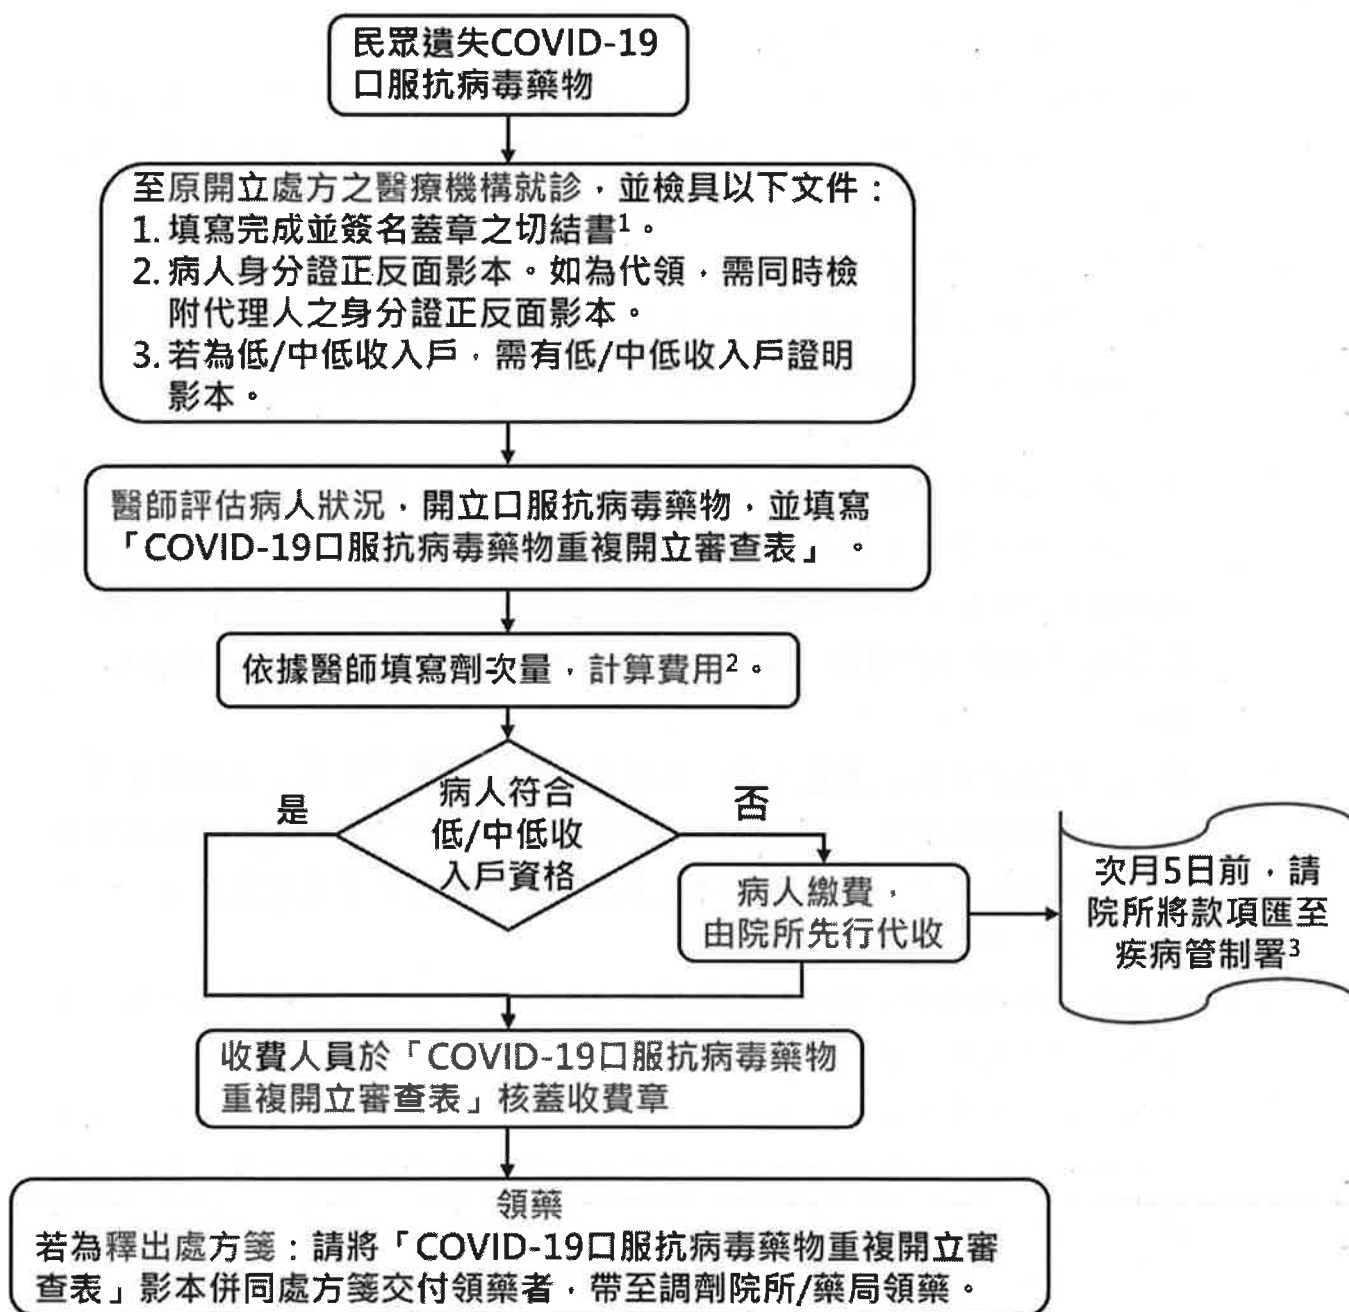 民眾遺失COVID-19
口服抗病毒藥物
至原開立處方之醫療機構就診，並檢具以下文件：
1. 填寫完成並簽名蓋章之切結書1。
2. 病人身分證正反面影本。如為代領，需同時檢
附代理人之身分證正反面影本。
3. 若為低/中低收入戶，需有低/中低收入戶證明
影本。
醫師評估病人狀況，開立口服抗病毒藥物，並填寫
「COVID-19口服抗病毒藥物重複開立審查表」 。
依據醫師填寫劑次量，計算費用2。
病人符合
低/中低收
入戶資格
是
否
病人繳費，
由院所先行代收
次月5日前，請
院所將款項匯至
疾病管制署3
收費人員於「COVID-19口服抗病毒藥物
重複開立審查表」核蓋收費章
領藥
若為釋出處方箋：請將「COVID-19口服抗病毒藥物重複開立審
查表」影本併同處方箋交付領藥者，帶至調劑院所/藥局領藥。